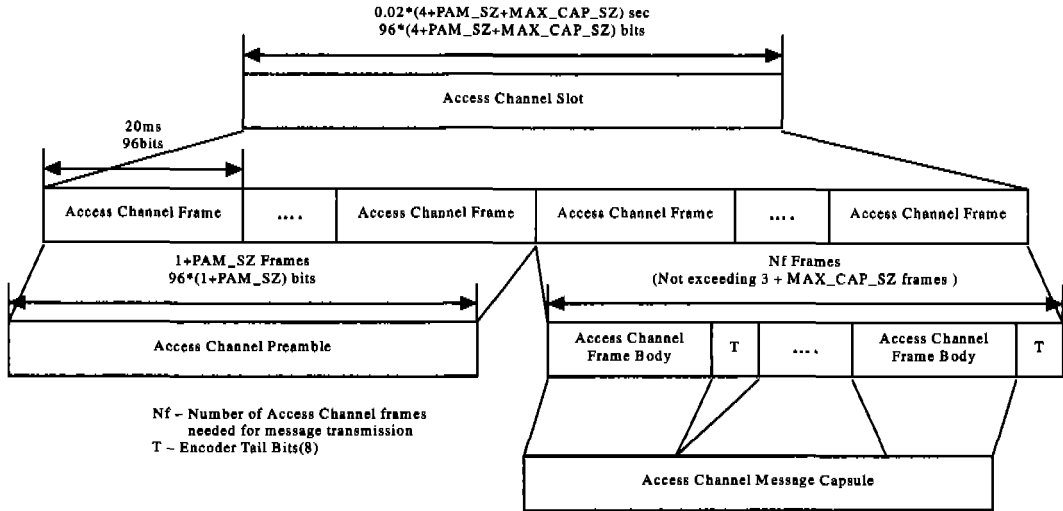 0.02*(4+PAM_SZ+MAX_CAP_SZ) sec
96*(4+PAM_SZ+MAX_CAP_SZ) bits
Access Channel Slot
20ms
96bits
Access Channel Frame
....
Access Channel Frame
Access Channel Frame
....
Access Channel Frame
1+PAM_SZ Frames
96*(1+PAM_SZ) bits
Nf Frames
(Not exceeding 3 + MAX_CAP_SZ frames )
Access Channel Preamble
Access Channel
Frame Body
T
....
Access Channel
Frame Body
T
Nf – Number of Access Channel frames
needed for message transmission
T – Encoder Tail Bits(8)
Access Channel Message Capsule